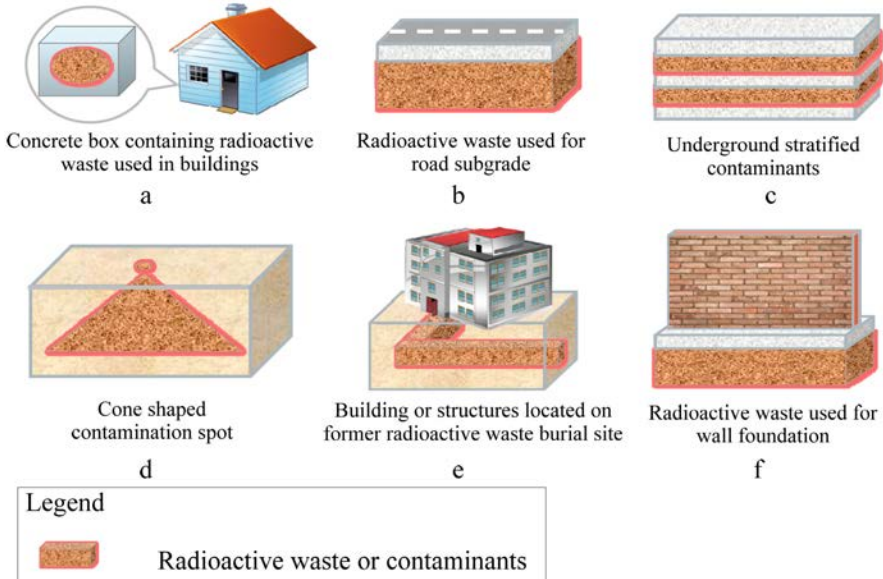 Concrete box containing radioactive
waste used in buildings
a
Radioactive waste used for
road subgrade
b
Underground stratified
contaminants
c
Cone shaped
contamination spot
d
Building or structures located on
former radioactive waste burial site
e
Radioactive waste used for
wall foundation
f
Legend
Radioactive waste or contaminants